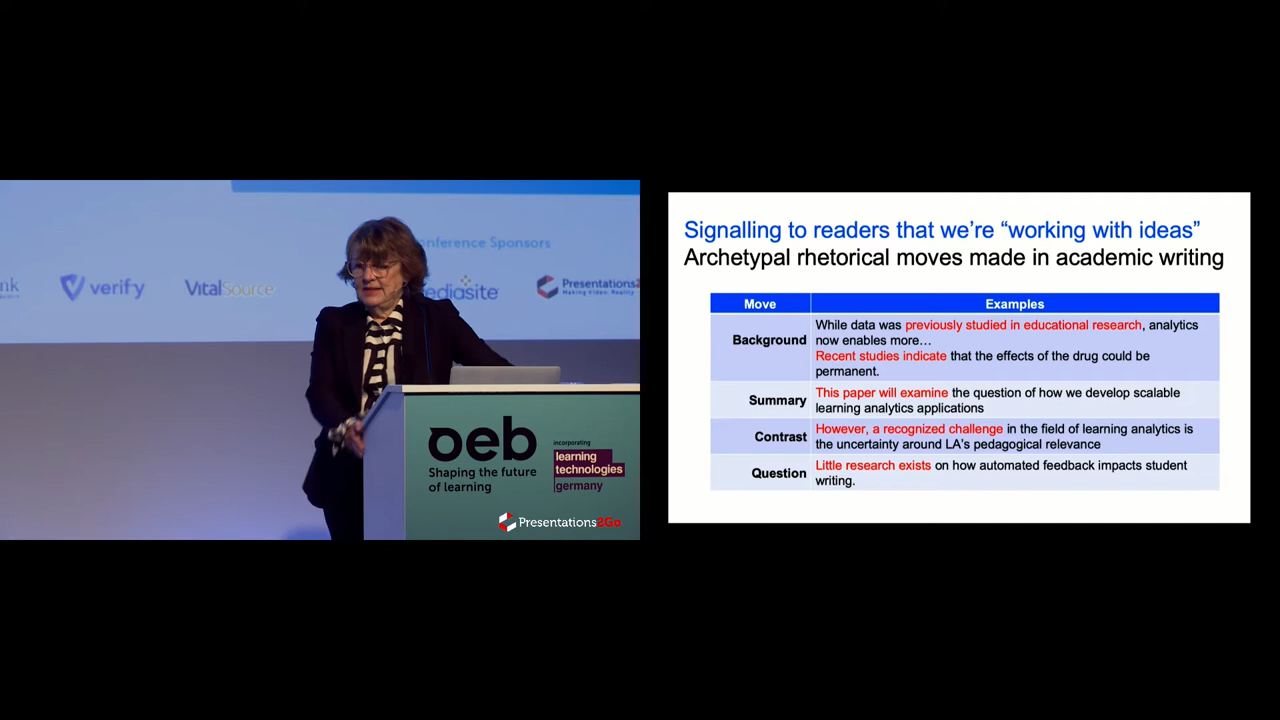 Conference Sponsors
verify
VitalSource
mediasite
Presentations2
Making Video: Reality
oeb
Shaping the future
of learning
incorporating
learning
technologies
germany
Presentations2Go
Signalling to readers that we’re “working with ideas”
Archetypal rhetorical moves made in academic writing
Move Examples
Background While data was previously studied in educational research, analytics
now enables more…
Recent studies indicate that the effects of the drug could be
permanent.
Summary This paper will examine the question of how we develop scalable
learning analytics applications
Contrast However, a recognized challenge in the field of learning analytics is
the uncertainty around LA’s pedagogical relevance
Question Little research exists on how automated feedback impacts student
writing.